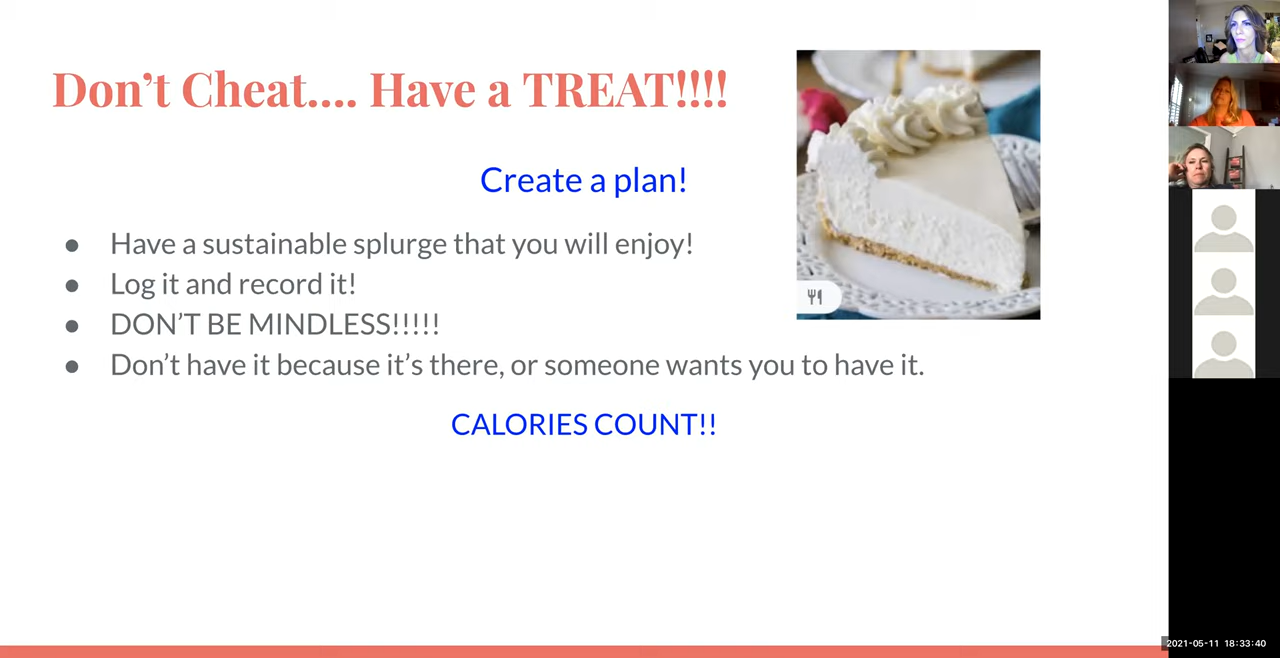 Don’t Cheat.... Have a TREAT!!!!
Create a plan!
● Have a sustainable splurge that you will enjoy!
● Log it and record it!
● DON’T BE MINDLESS!!!!!
● Don’t have it because it’s there, or someone wants you to have it.
CALORIES COUNT!!
2021-05-11 18:33:40